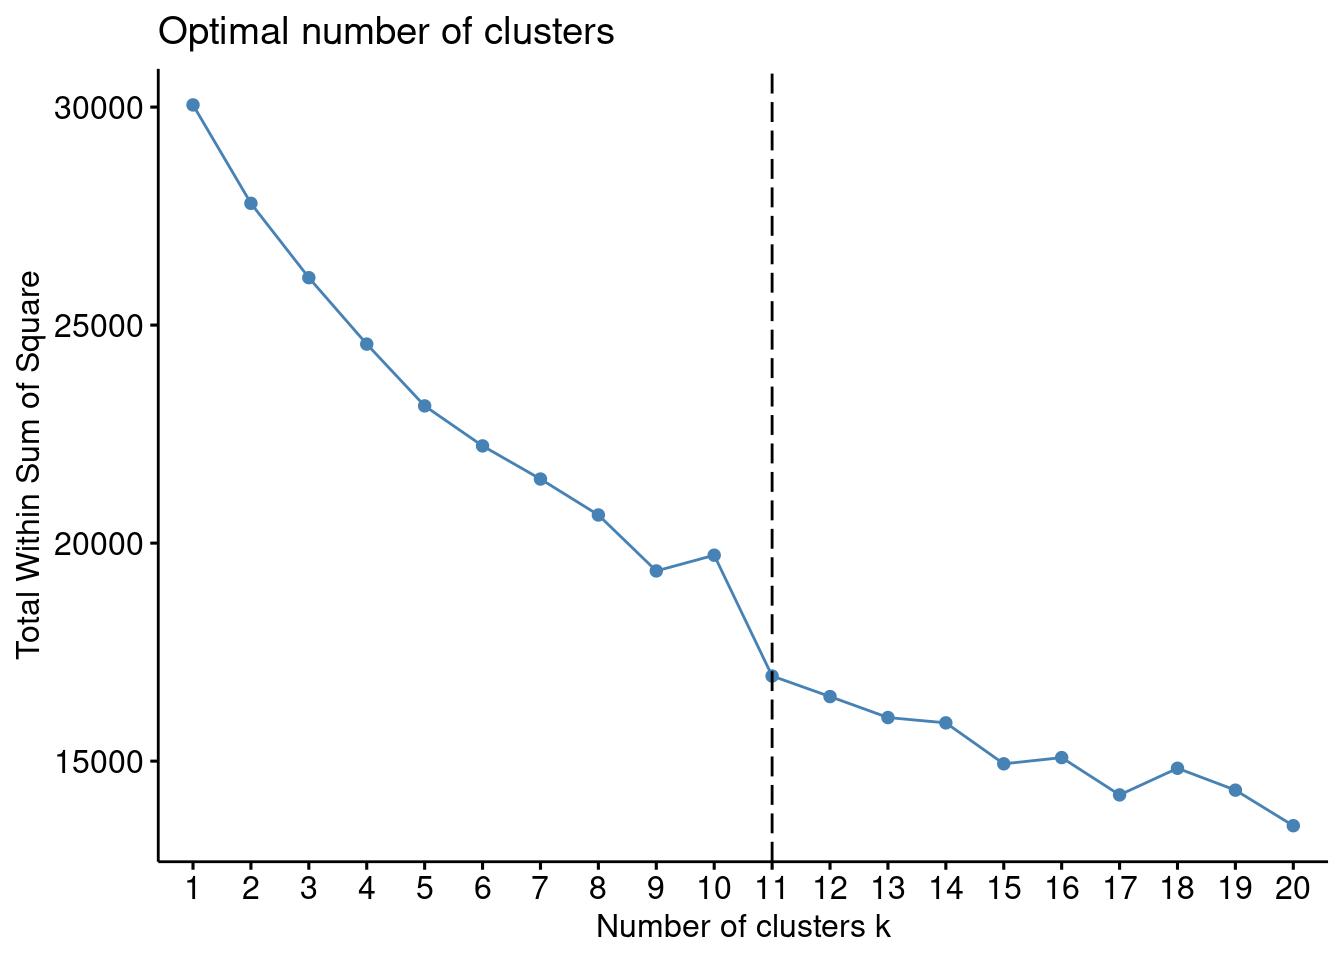 Optimal number of clusters
30000
25000
20000
15000
Total Within Sum of Square
1 2 3 4 5 6 7 8 9 10 11 12 13 14 15 16 17 18 19 20
Number of clusters k